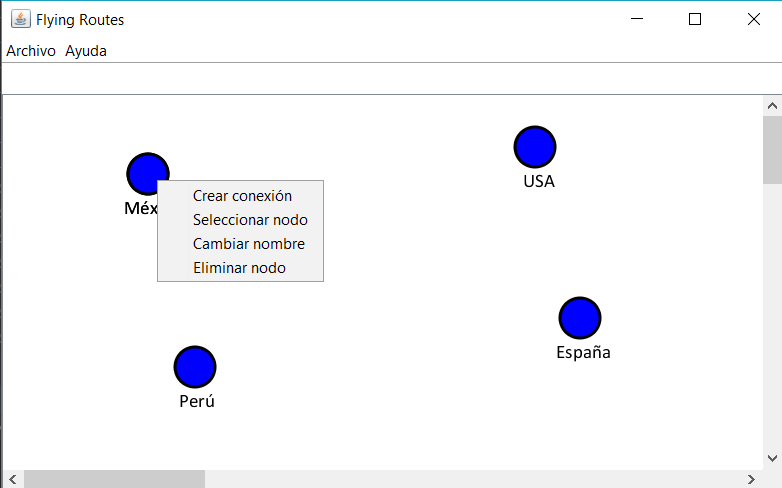 Flying Routes
Archivo Ayuda
USA
Méx
Crear conexión
Seleccionar nodo
Cambiar nombre
Eliminar nodo
España
Perú